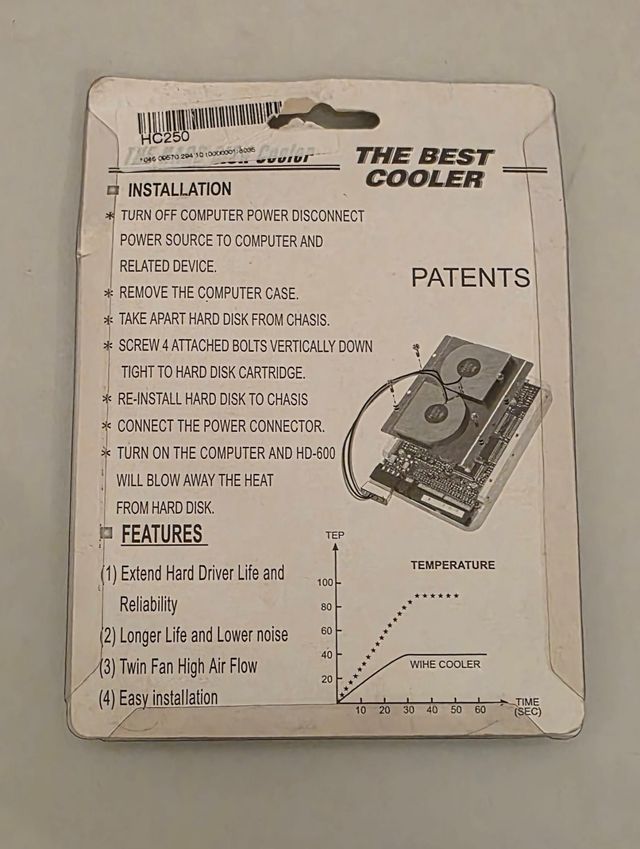 HC250
THE BEST
COOLER
INSTALLATION
* TURN OFF COMPUTER POWER DISCONNECT
POWER SOURCE TO COMPUTER AND
RELATED DEVICE.
* REMOVE THE COMPUTER CASE.
* TAKE APART HARD DISK FROM CHASIS.
* SCREW 4 ATTACHED BOLTS VERTICALLY DOWN
TIGHT TO HARD DISK CARTRIDGE.
* RE-INSTALL HARD DISK TO CHASIS
* CONNECT THE POWER CONNECTOR.
* TURN ON THE COMPUTER AND HD-600
WILL BLOW AWAY THE HEAT
FROM HARD DISK.
PATENTS
FEATURES
(1) Extend Hard Driver Life and
Reliability
(2) Longer Life and Lower noise
(3) Twin Fan High Air Flow
(4) Easy installation
TEP
TEMPERATURE
100
80
60
40
20
WIHE COOLER
10 20 30 40 50 60
TIME
(SEC)